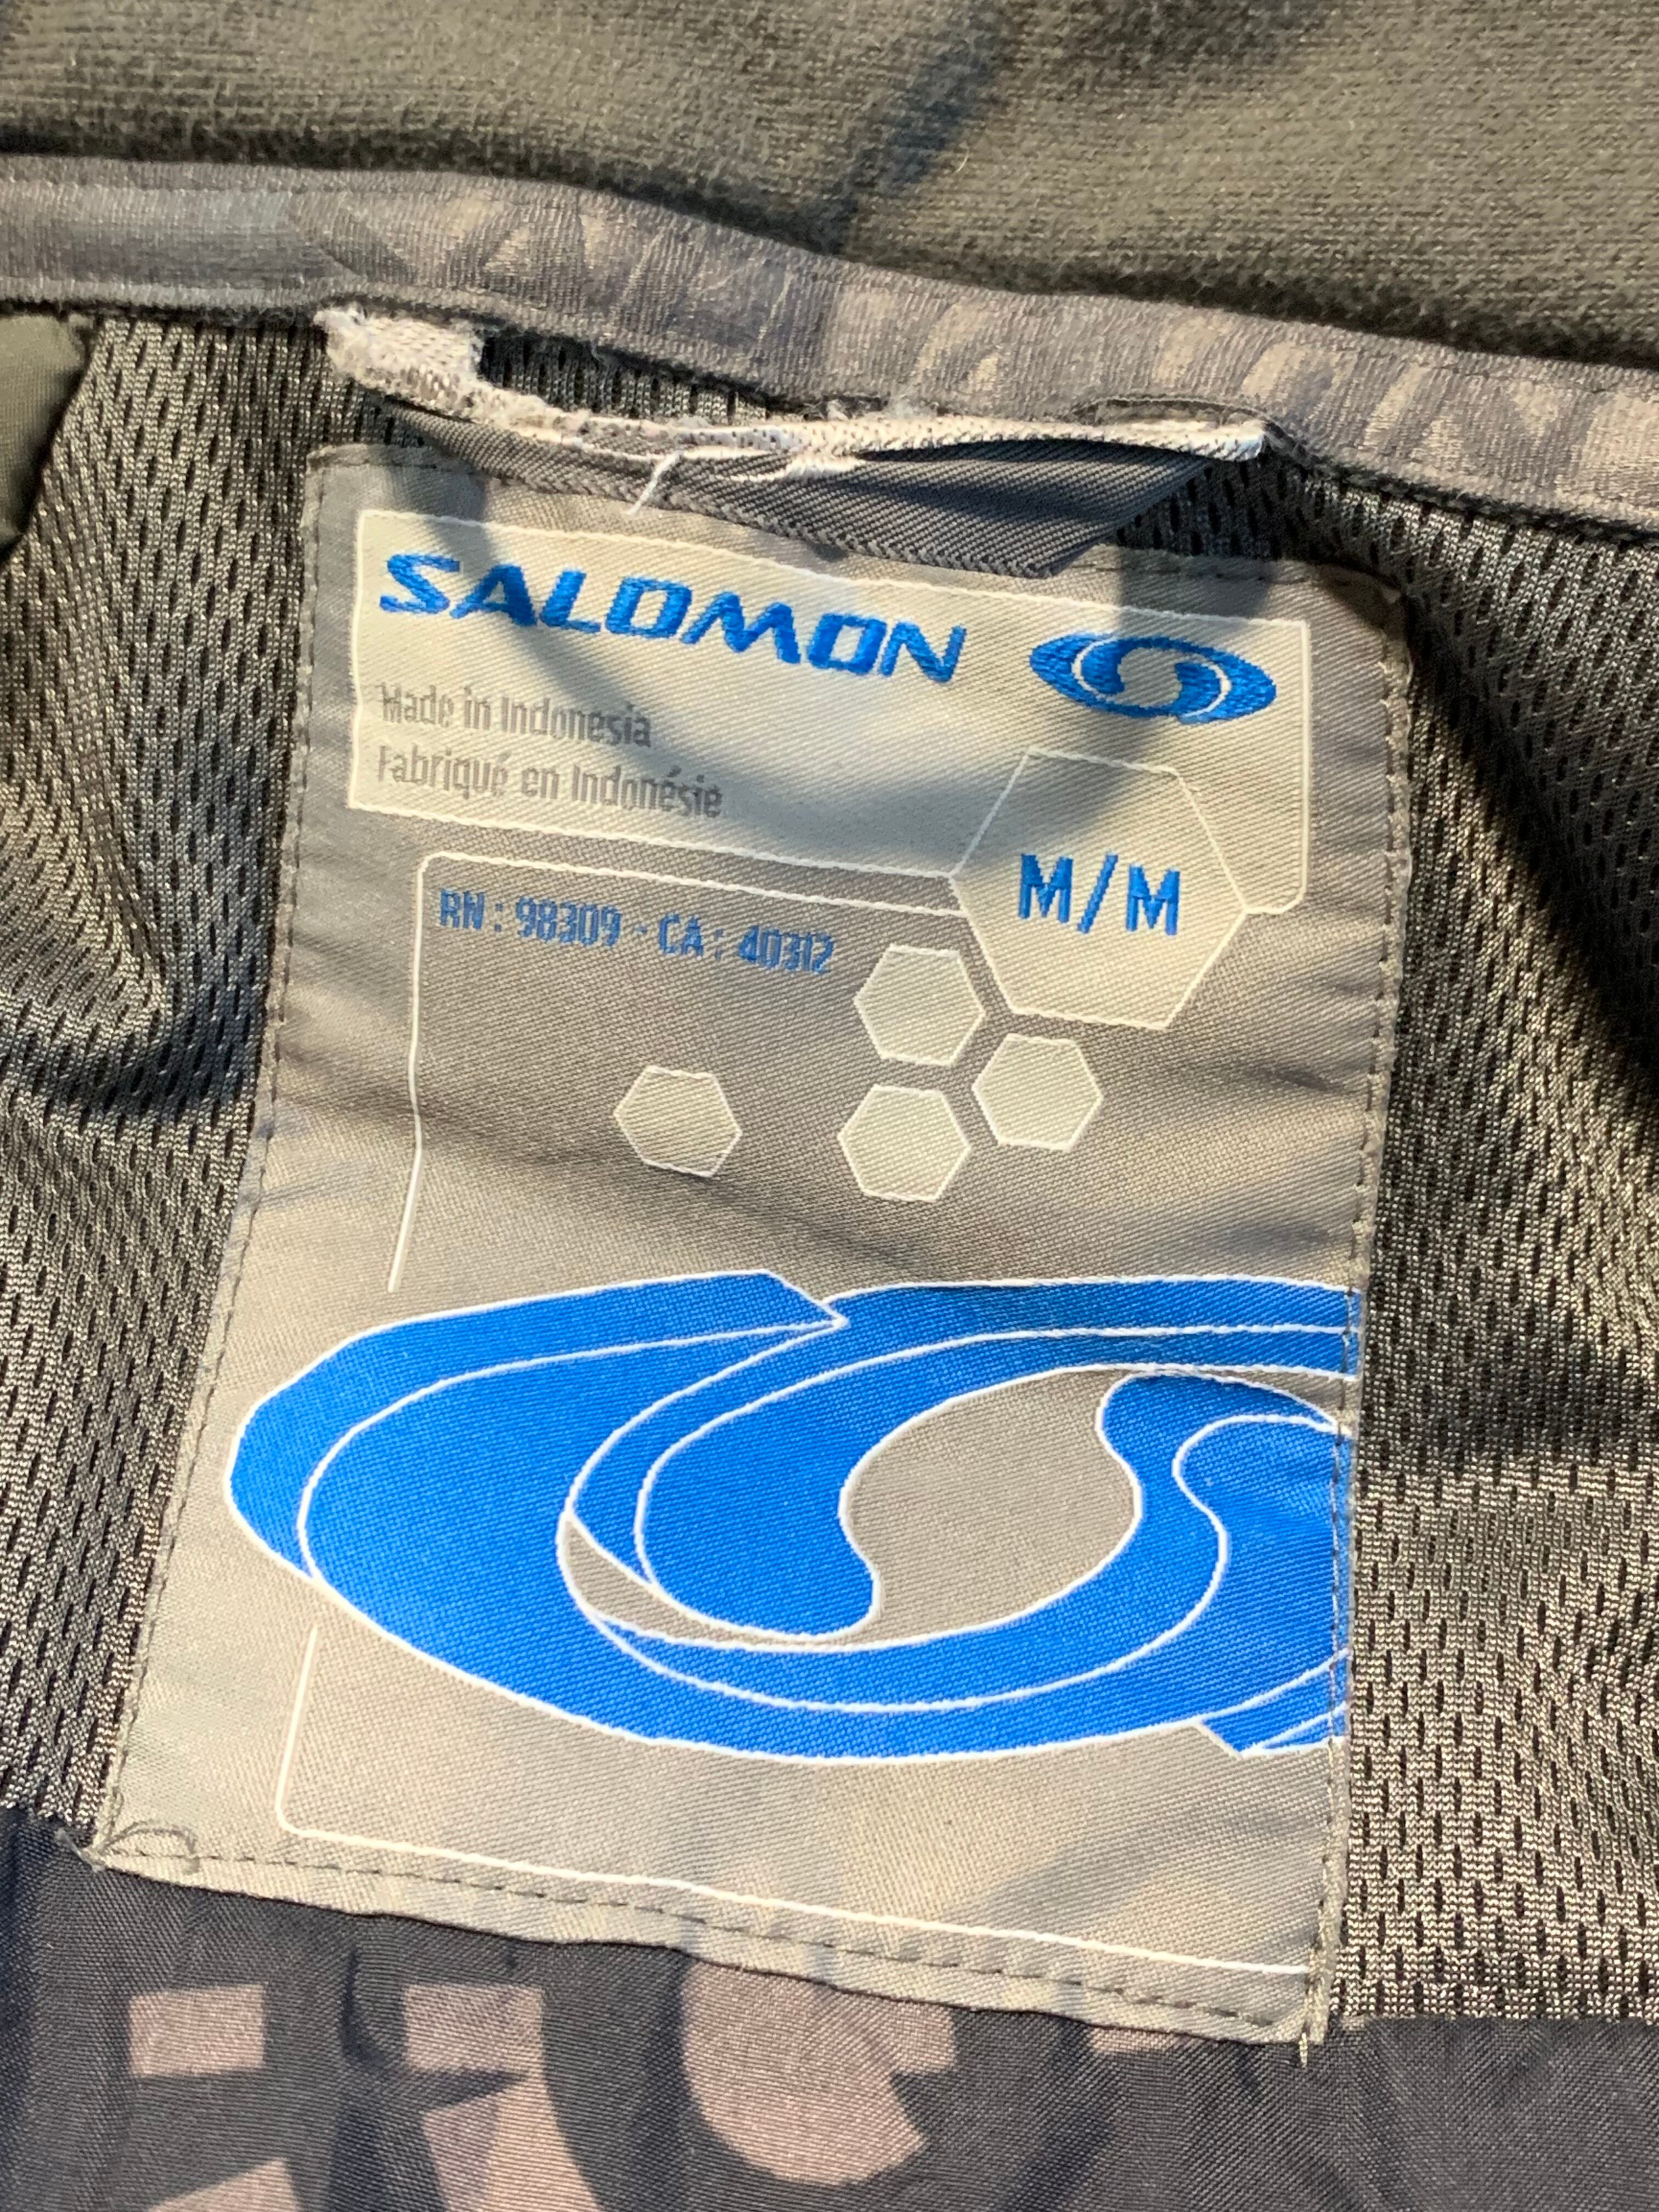 SALOMON
Made in Indonesia
Fabriqué en Indonésie
M/M
RN : 98309 - CA : 40312